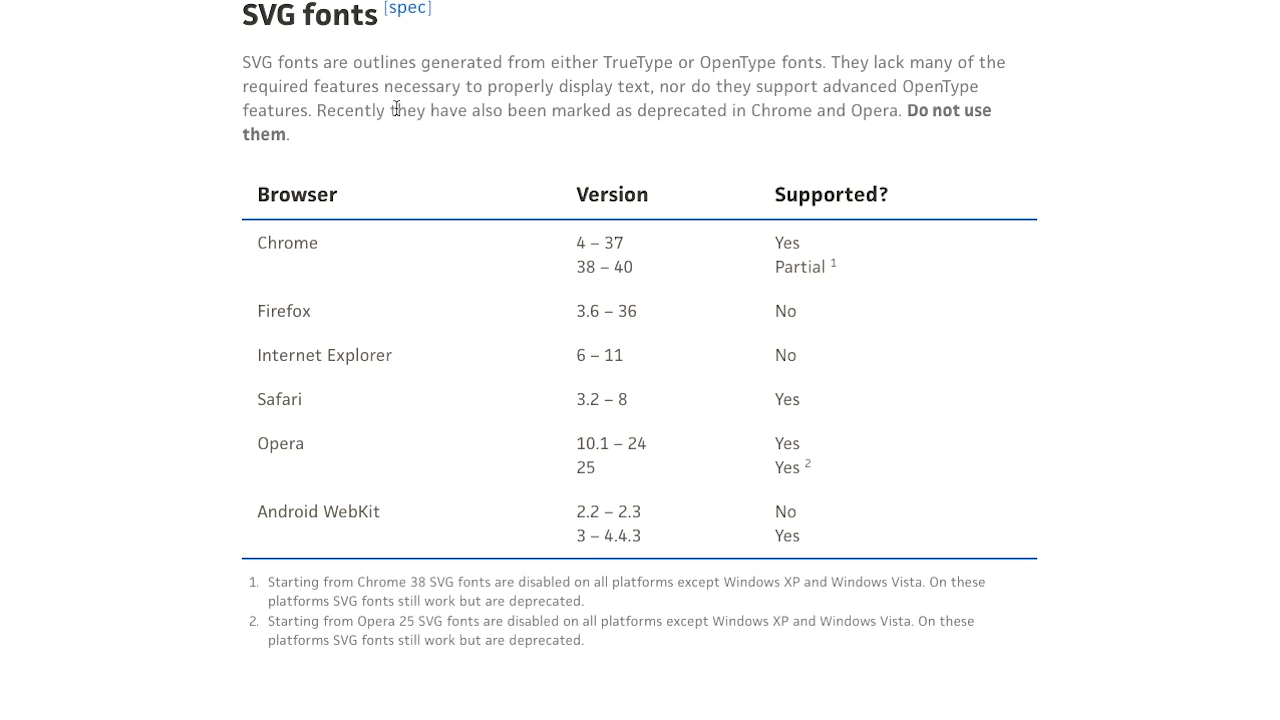 SVG fonts [spec]
SVG fonts are outlines generated from either TrueType or OpenType fonts. They lack many of the
required features necessary to properly display text, nor do they support advanced OpenType
features. Recently they have also been marked as deprecated in Chrome and Opera. Do not use
them.
Browser Version Supported?
Chrome 4 – 37 Yes
38 – 40 Partial 1
Firefox 3.6 – 36 No
Internet Explorer 6 – 11 No
Safari 3.2 – 8 Yes
Opera 10.1 – 24 Yes
25 Yes 2
Android WebKit 2.2 – 2.3 No
3 – 4.4.3 Yes
1. Starting from Chrome 38 SVG fonts are disabled on all platforms except Windows XP and Windows Vista. On these
platforms SVG fonts still work but are deprecated.
2. Starting from Opera 25 SVG fonts are disabled on all platforms except Windows XP and Windows Vista. On these
platforms SVG fonts still work but are deprecated.